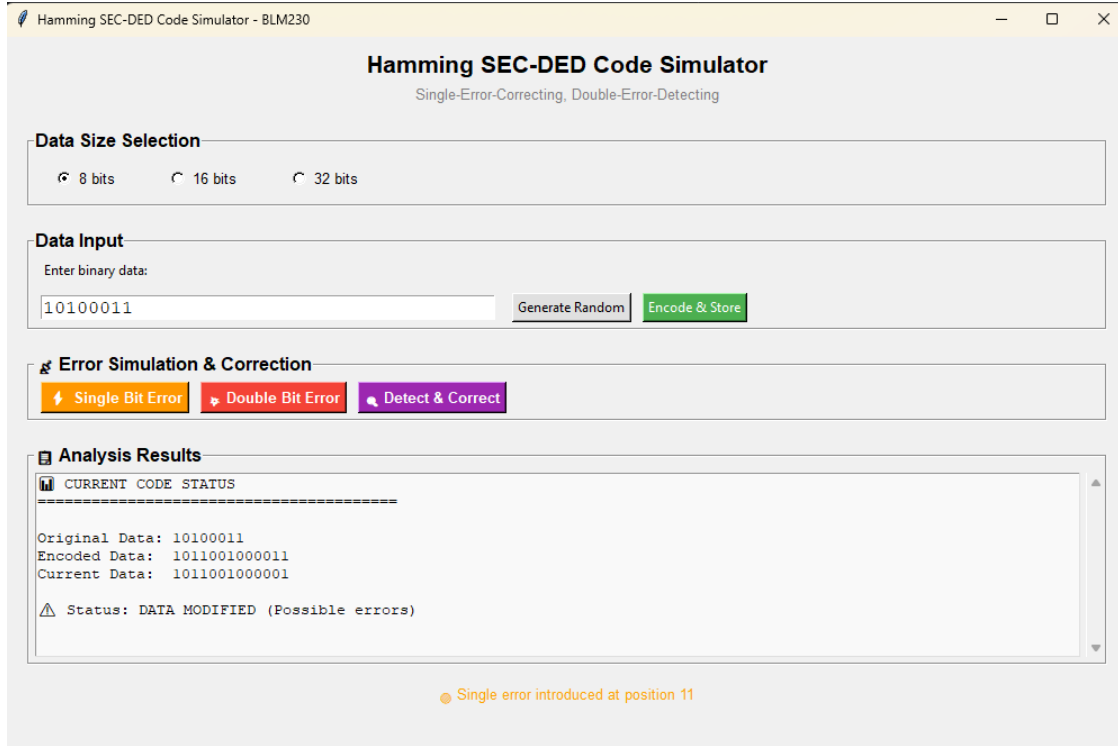 Hamming SEC-DED Code Simulator - BLM230
Hamming SEC-DED Code Simulator
Single-Error-Correcting, Double-Error-Detecting
Data Size Selection
8 bits 16 bits 32 bits
Data Input
Enter binary data:
10100011 Generate Random Encode & Store
Error Simulation & Correction
Single Bit Error Double Bit Error Detect & Correct
Analysis Results
CURRENT CODE STATUS
========================================
Original Data: 10100011
Encoded Data: 1011001000011
Current Data: 1011001000001
⚠ Status: DATA MODIFIED (Possible errors)
Single error introduced at position 11